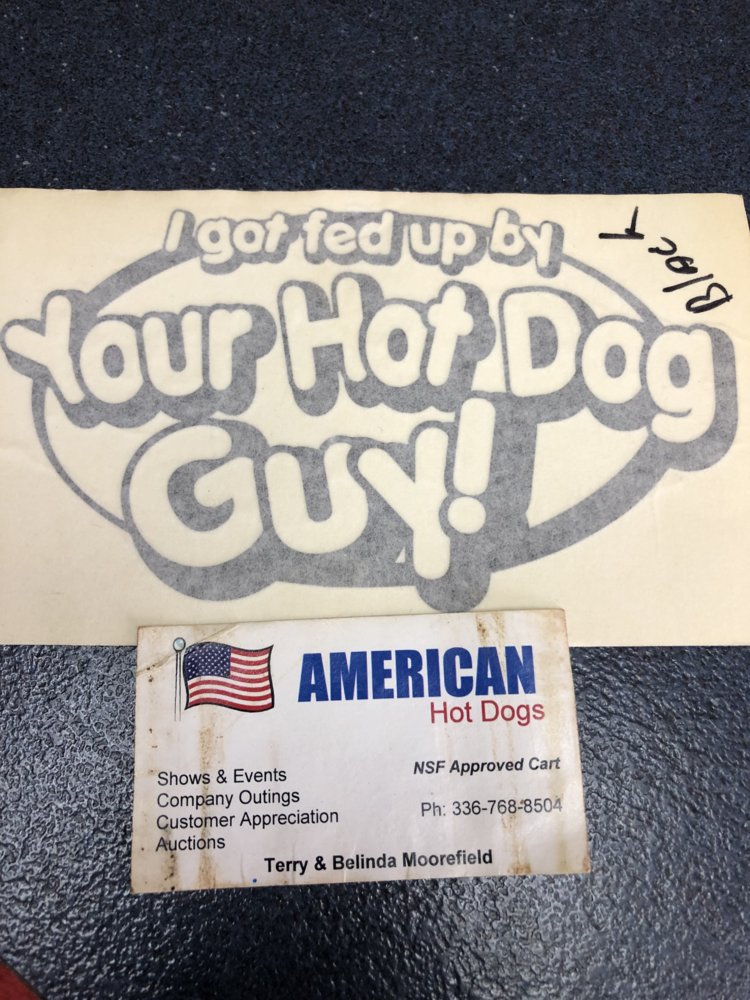 I got fed up by
Your Hot Dog
Guy!
Black
AMERICAN
Hot Dogs
NSF Approved Cart
Ph: 336-768-8504
Shows & Events
Company Outings
Customer Appreciation
Auctions
Terry & Belinda Moorefield